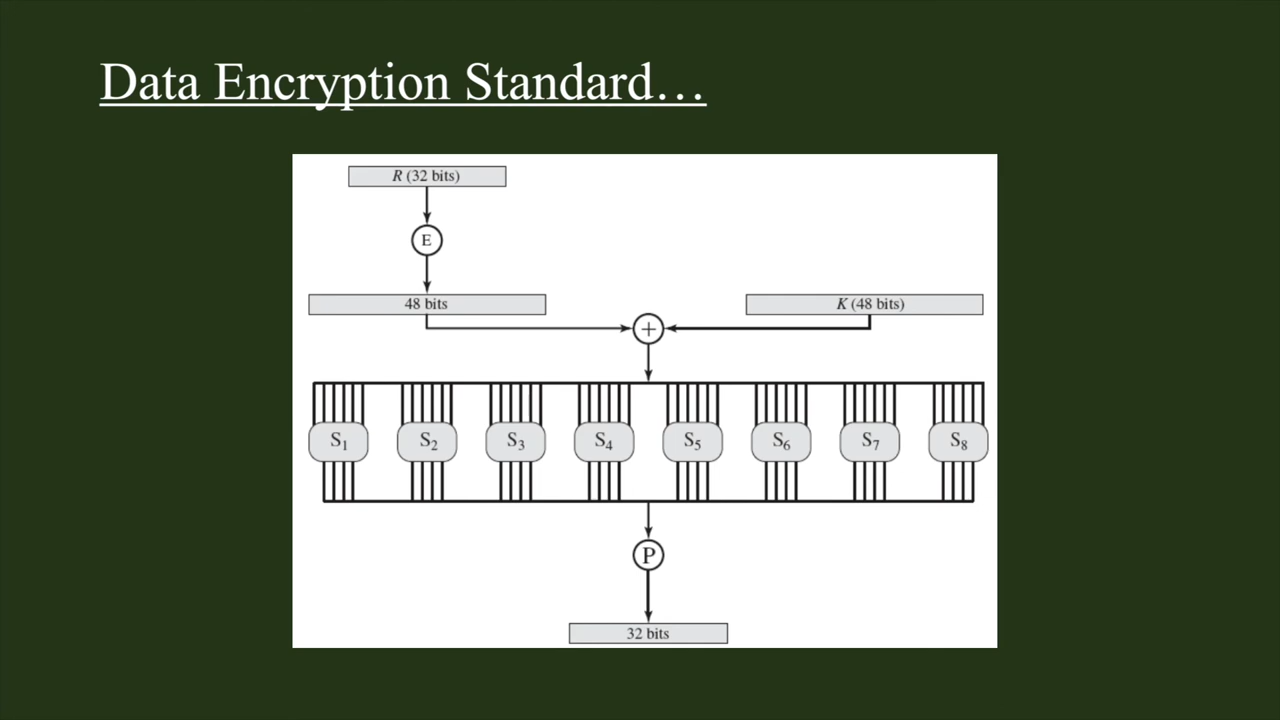 Data Encryption Standard…
R (32 bits)
E
48 bits
K (48 bits)
+
S₁ S₂ S₃ S₄ S₅ S₆ S₇ S₈
P
32 bits